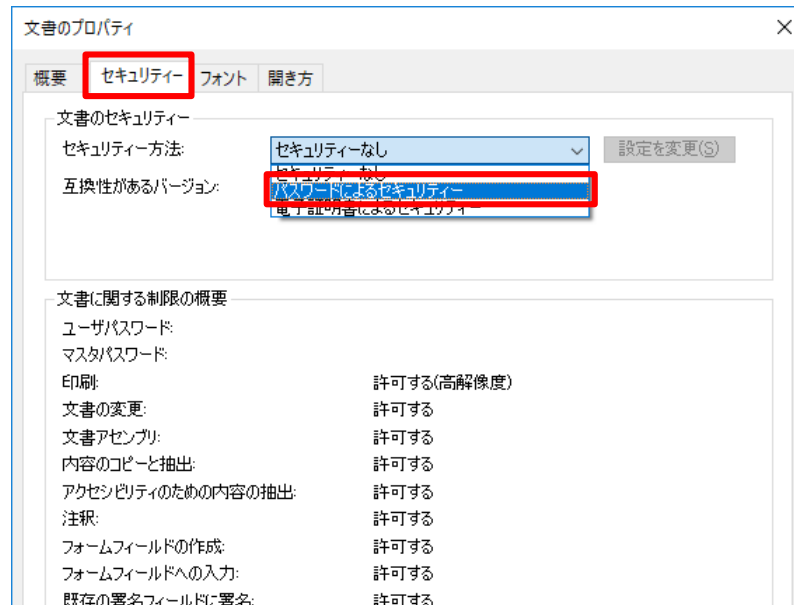 文書のプロパティ
概要 セキュリティー フォント 開き方
文書のセキュリティー
セキュリティー方法: セキュリティーなし 設定を変更(S)
セキュリティーなし
互換性があるバージョン: パスワードによるセキュリティー
電子証明書によるセキュリティー
文書に関する制限の概要
ユーザパスワード:
マスタパスワード:
印刷: 許可する(高解像度)
文書の変更: 許可する
文書アセンブリ: 許可する
内容のコピーと抽出: 許可する
アクセシビリティのための内容の抽出: 許可する
注釈: 許可する
フォームフィールドの作成: 許可する
フォームフィールドへの入力: 許可する
既存の署名フィールドに署名: 許可する